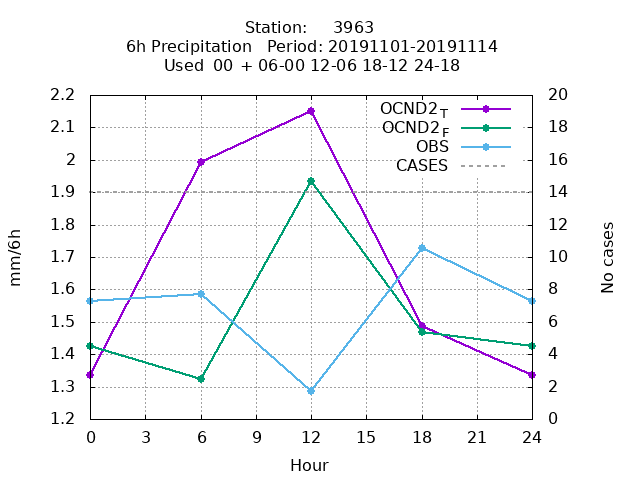 Station:     3963
6h Precipitation   Period: 20191101-20191114
Used  00  + 06-00 12-06 18-12 24-18
2.2
2.1
2
1.9
1.8
1.7
1.6
1.5
1.4
1.3
1.2
mm/6h
OCND2T
OCND2F
OBS
CASES
20
18
16
14
12
10
8
6
4
2
0
No cases
0 3 6 9 12 15 18 21 24
Hour